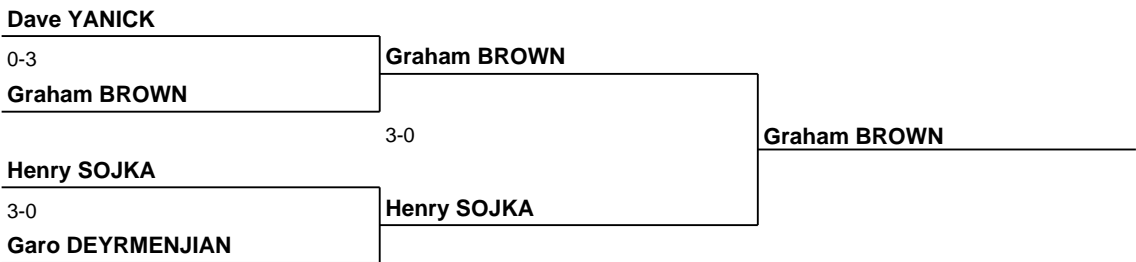 Dave YANICK
0-3
Graham BROWN
Graham BROWN
3-0
Graham BROWN
Henry SOJKA
3-0
Henry SOJKA
Garo DEYRMENJIAN